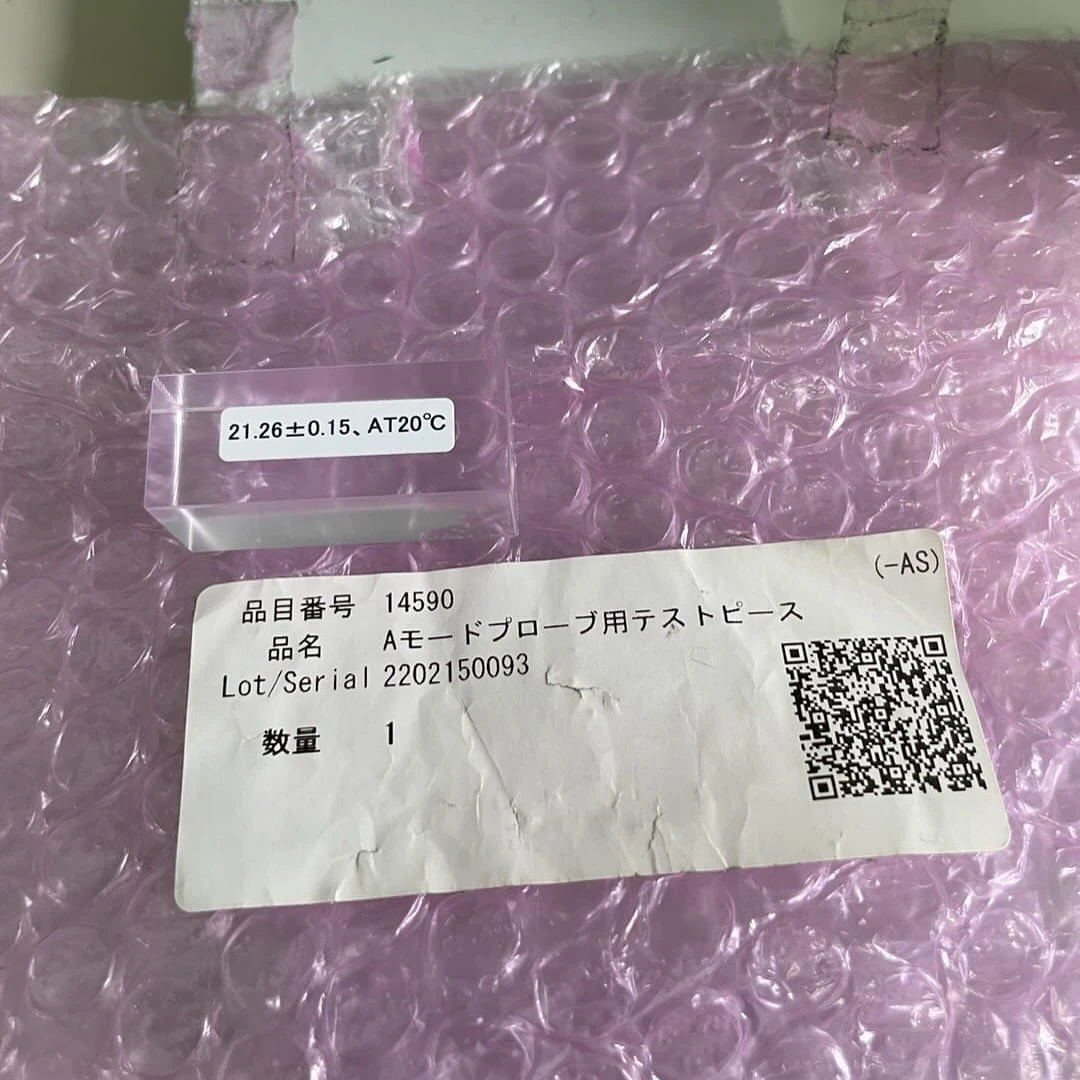 21.26±0.15、AT20℃
(-AS)
品目番号 14590
品名 Aモードプローブ用テストピース
Lot/Serial 2202150093
数量 1